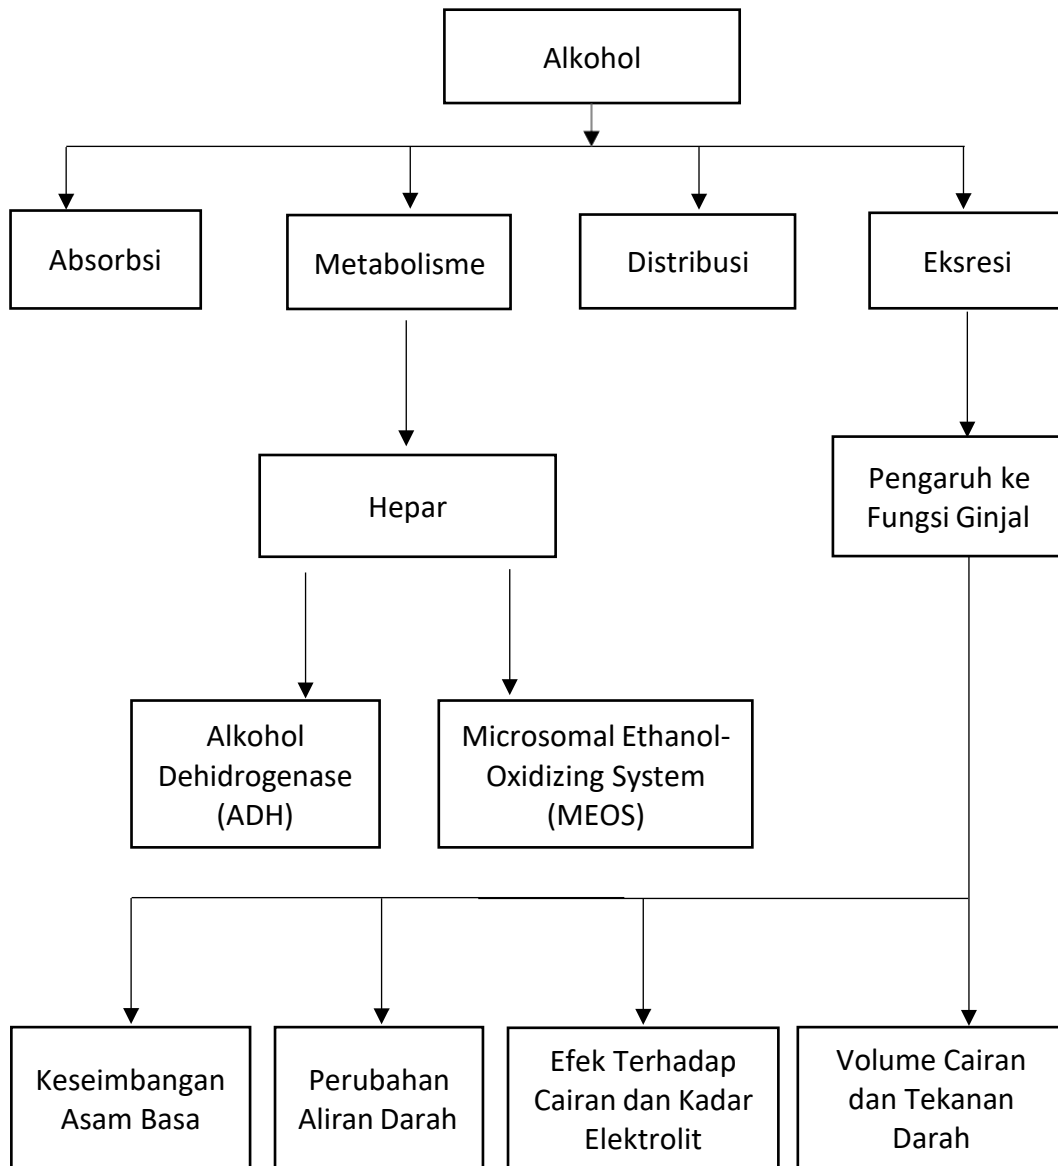 Alkohol
Absorbsi
Metabolisme
Distribusi
Eksresi
Hepar
Pengaruh ke
Fungsi Ginjal
Alkohol
Dehidrogenase
(ADH)
Microsomal Ethanol-
Oxidizing System
(MEOS)
Keseimbangan
Asam Basa
Perubahan
Aliran Darah
Efek Terhadap
Cairan dan Kadar
Elektrolit
Volume Cairan
dan Tekanan
Darah